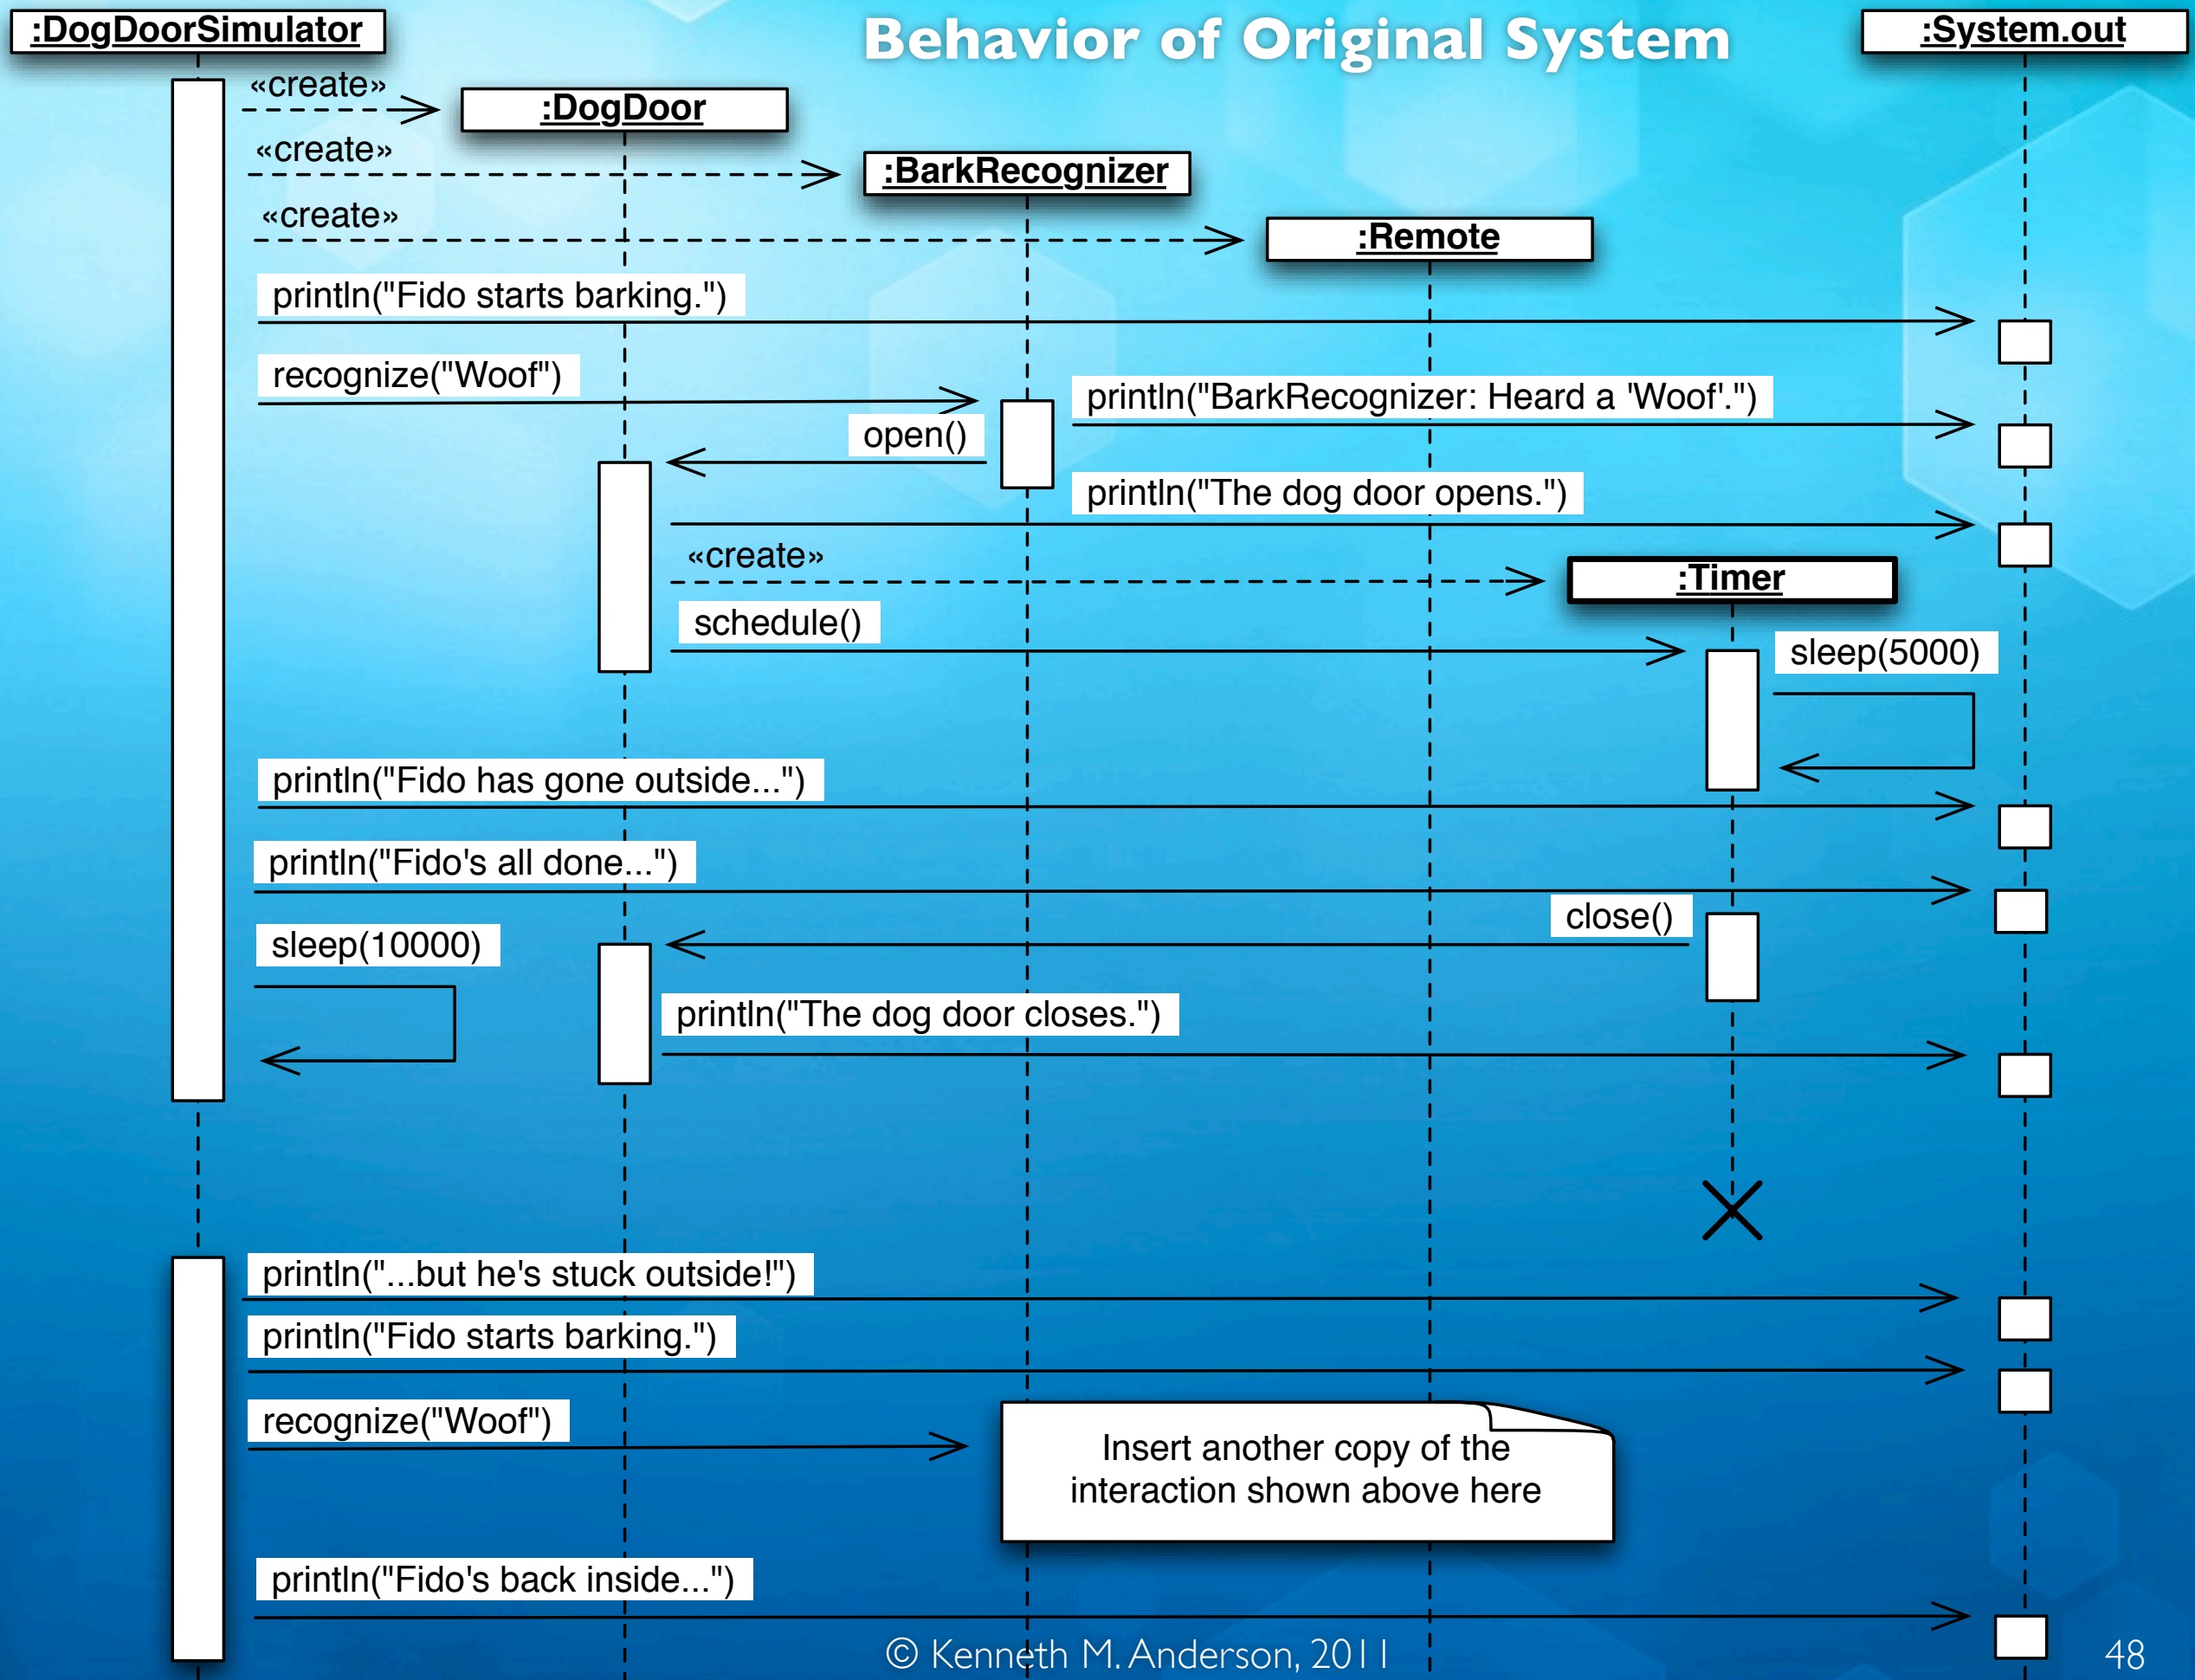 Behavior of Original System
:DogDoorSimulator
:System.out
«create»
:DogDoor
«create»
:BarkRecognizer
«create»
:Remote
println("Fido starts barking.")
recognize("Woof")
println("BarkRecognizer: Heard a 'Woof'.")
open()
println("The dog door opens.")
«create»
:Timer
schedule()
sleep(5000)
println("Fido has gone outside...")
println("Fido's all done...")
close()
sleep(10000)
println("The dog door closes.")
println("...but he's stuck outside!")
println("Fido starts barking.")
recognize("Woof")
Insert another copy of the
interaction shown above here
println("Fido's back inside...")
© Kenneth M. Anderson, 2011
48